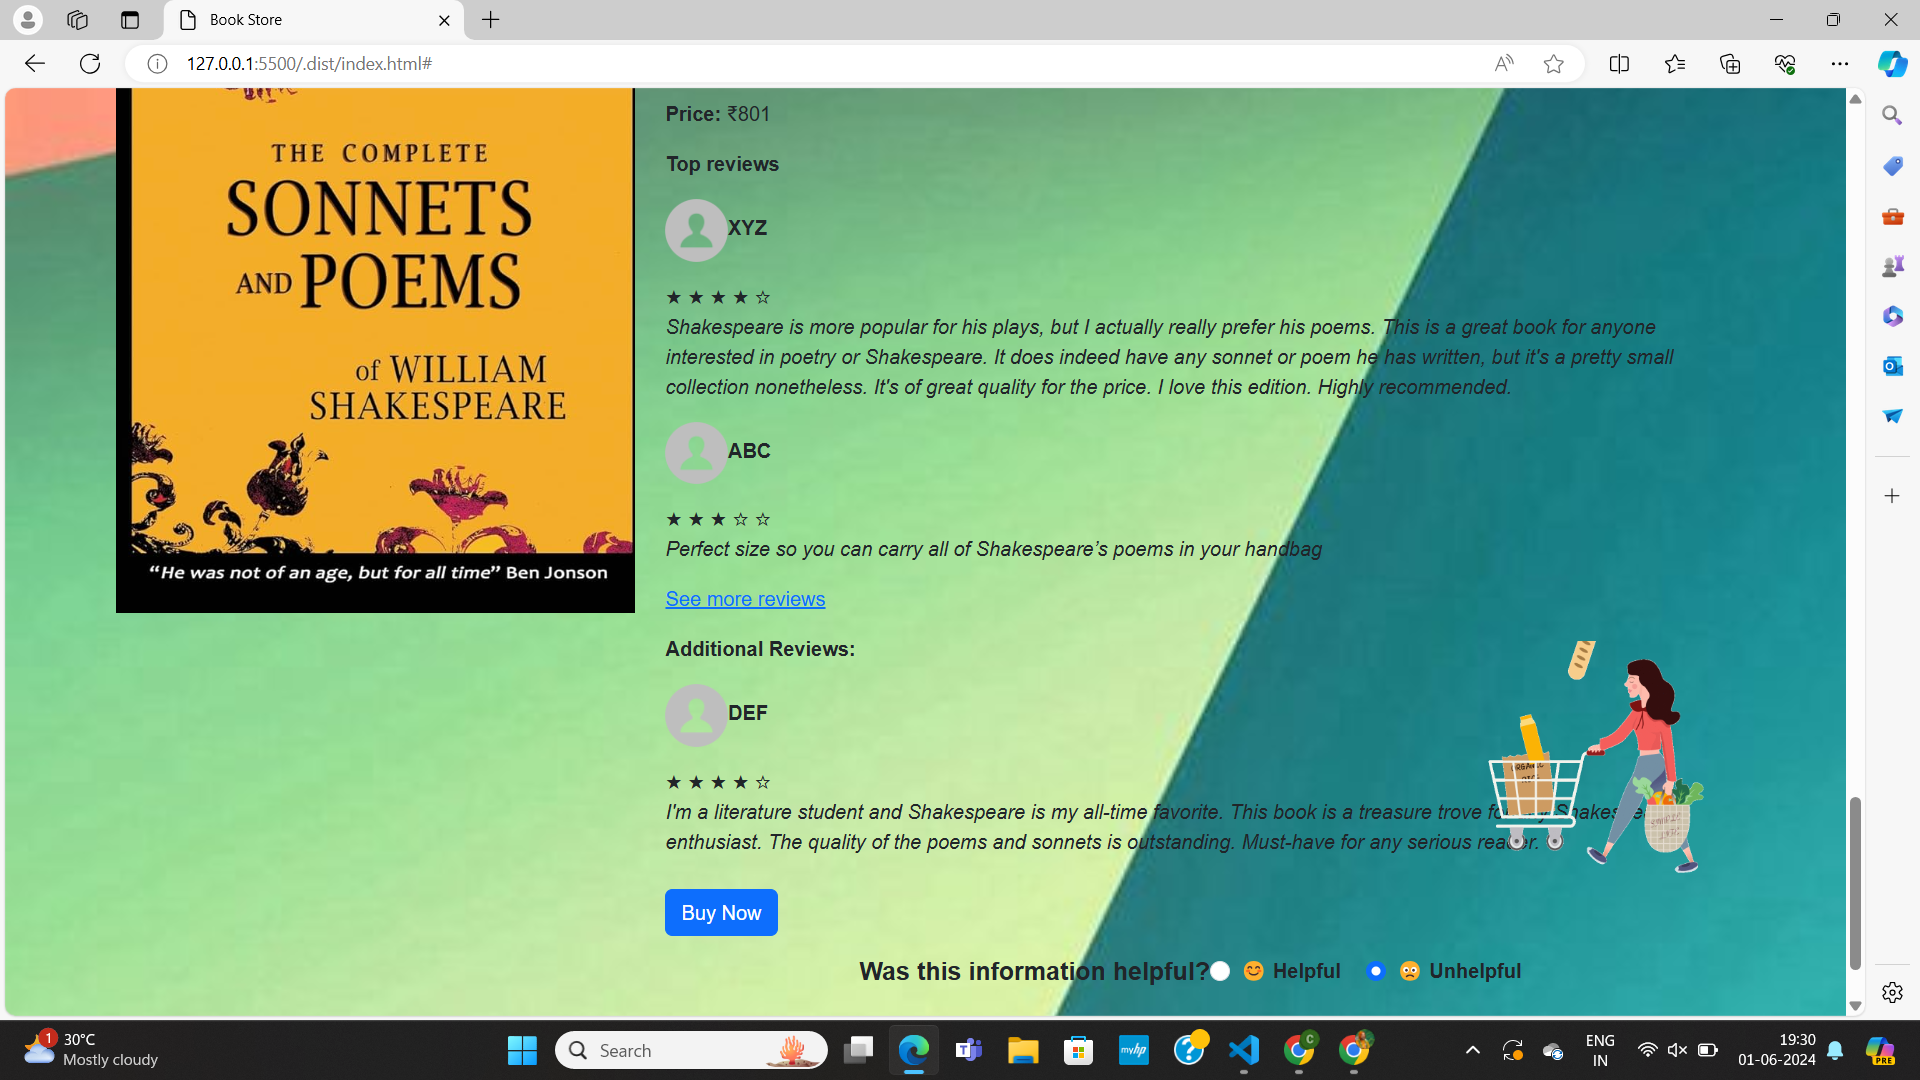 Book Store
127.0.0.1:5500/.dist/index.html#
THE COMPLETE
SONNETS
AND POEMS
of WILLIAM
SHAKESPEARE
“He was not of an age, but for all time” Ben Jonson
Price: ₹801
Top reviews
XYZ
★ ★ ★ ★ ☆
Shakespeare is more popular for his plays, but I actually really prefer his poems. This is a great book for anyone
interested in poetry or Shakespeare. It does indeed have any sonnet or poem he has written, but it's a pretty small
collection nonetheless. It's of great quality for the price. I love this edition. Highly recommended.
ABC
★ ★ ★ ☆ ☆
Perfect size so you can carry all of Shakespeare’s poems in your handbag
See more reviews
Additional Reviews:
DEF
★ ★ ★ ★ ☆
I'm a literature student and Shakespeare is my all-time favorite. This book is a treasure trove
enthusiast. The quality of the poems and sonnets is outstanding. Must-have for any serious
ORGANIC
Buy Now
Was this information helpful? 😊 Helpful 🙁 Unhelpful
1
30°C
Mostly cloudy
Search
myhp
C
ENG
IN
19:30
01-06-2024
PRE